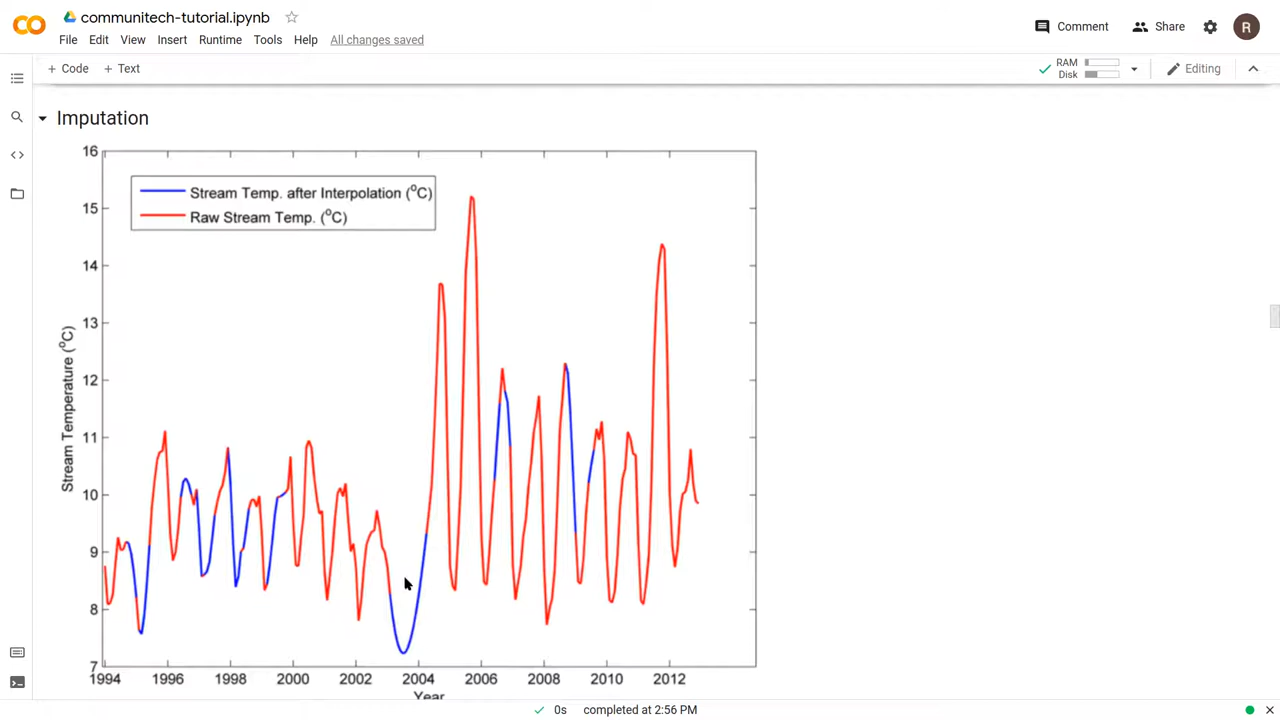 communitech-tutorial.ipynb
File Edit View Insert Runtime Tools Help All changes saved
Comment Share R
+ Code + Text
RAM
Disk
Editing
Imputation
16
15
14
13
12
11
10
9
8
7
Stream Temperature (°C)
Stream Temp. after Interpolation (°C)
Raw Stream Temp. (°C)
1994 1996 1998 2000 2002 2004 2006 2008 2010 2012
Year
0s completed at 2:56 PM